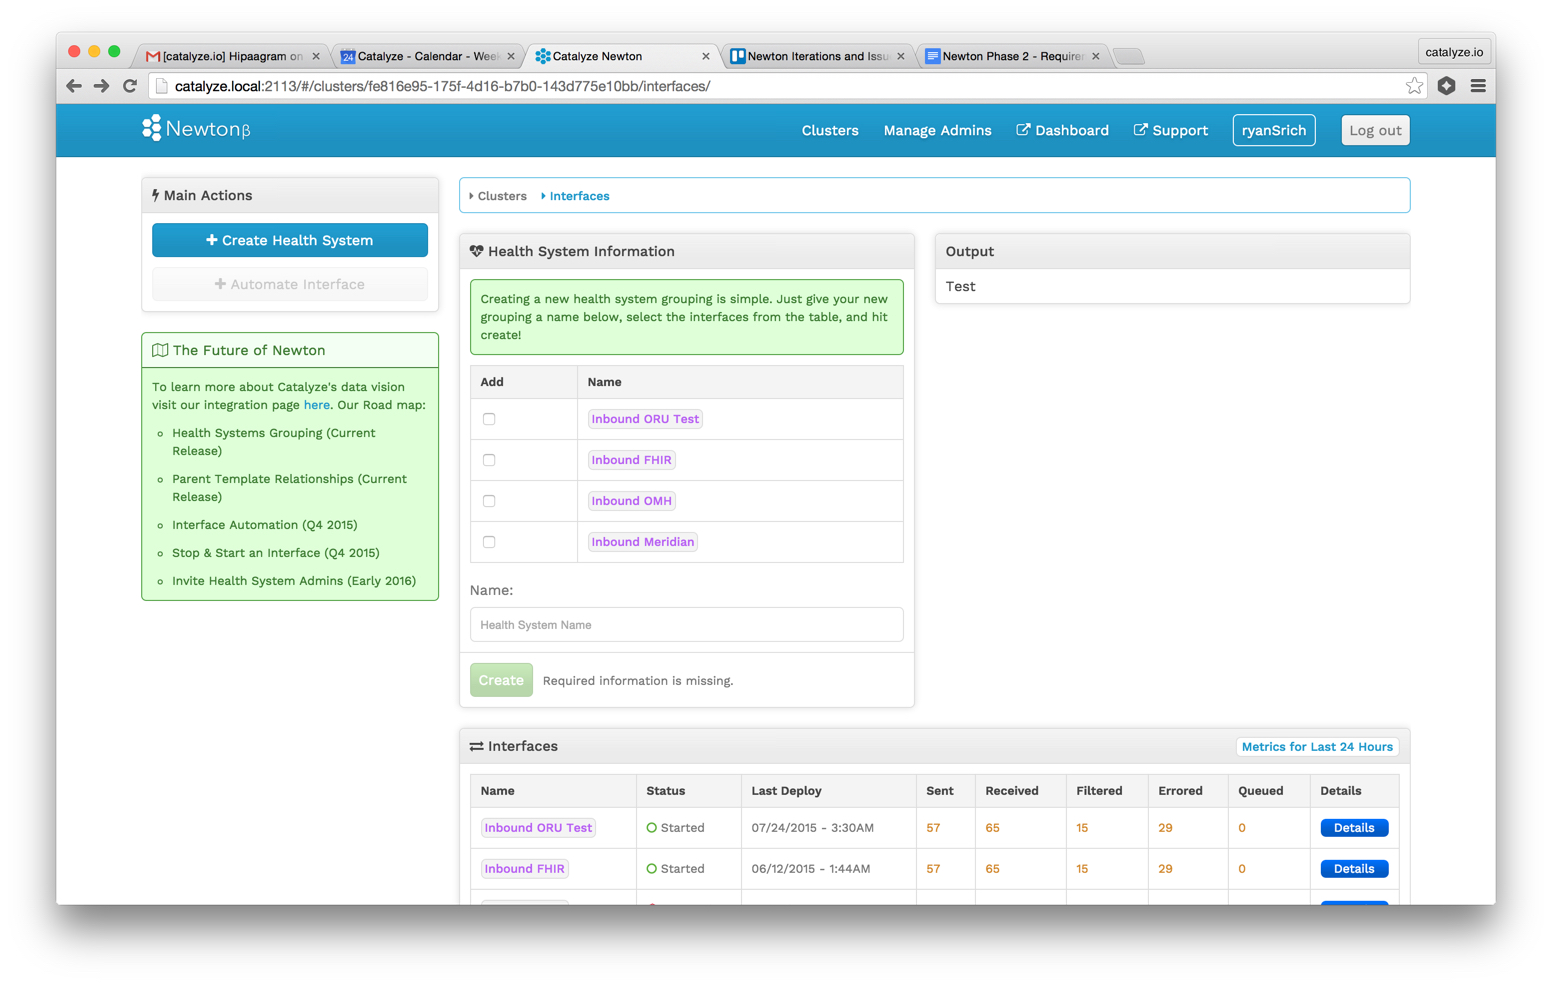 [catalyze.io] Hipaagram on
Catalyze - Calendar - Week
Catalyze Newton
Newton Iterations and Issu
Newton Phase 2 - Requirer
catalyze.io
catalyze.local:2113/#/clusters/fe816e95-175f-4d16-b7b0-143d775e10bb/interfaces/
Newtonβ
Clusters
Manage Admins
Dashboard
Support
ryanSrich
Log out
Main Actions
Create Health System
Automate Interface
The Future of Newton
To learn more about Catalyze's data vision
visit our integration page here. Our Road map:
Health Systems Grouping (Current
Release)
Parent Template Relationships (Current
Release)
Interface Automation (Q4 2015)
Stop & Start an Interface (Q4 2015)
Invite Health System Admins (Early 2016)
Clusters
Interfaces
Health System Information
Creating a new health system grouping is simple. Just give your new
grouping a name below, select the interfaces from the table, and hit
create!
Add Name
Inbound ORU Test
Inbound FHIR
Inbound OMH
Inbound Meridian
Name:
Health System Name
Create
Required information is missing.
Output
Test
Interfaces
Metrics for Last 24 Hours
Name Status Last Deploy Sent Received Filtered Errored Queued Details
Inbound ORU Test Started 07/24/2015 - 3:30AM 57 65 15 29 0 Details
Inbound FHIR Started 06/12/2015 - 1:44AM 57 65 15 29 0 Details